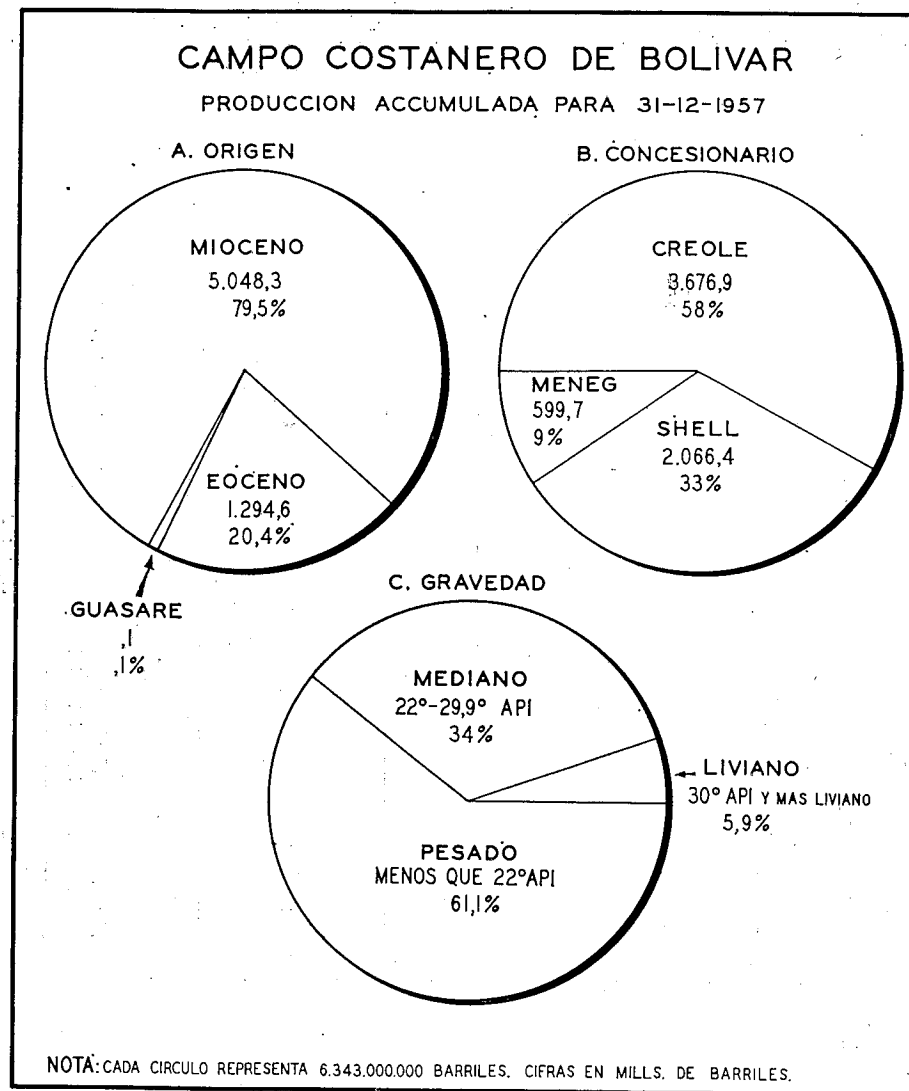 CAMPO COSTANERO DE BOLIVAR
PRODUCCION ACCUMULADA PARA 31-12-1957
A. ORIGEN
MIOCENO
5.048,3
79,5%
EOCENO
1.294,6
20,4%
GUASARE
,1
,1%
B. CONCESIONARIO
CREOLE
3.676,9
58%
MENEG
599,7
9%
SHELL
2.066,4
33%
C. GRAVEDAD
MEDIANO
22°-29,9° API
34%
LIVIANO
30° API Y MAS LIVIANO
5,9%
PESADO
MENOS QUE 22°API
61,1%
NOTA: CADA CIRCULO REPRESENTA 6.343.000.000 BARRILES. CIFRAS EN MILLS. DE BARRILES.